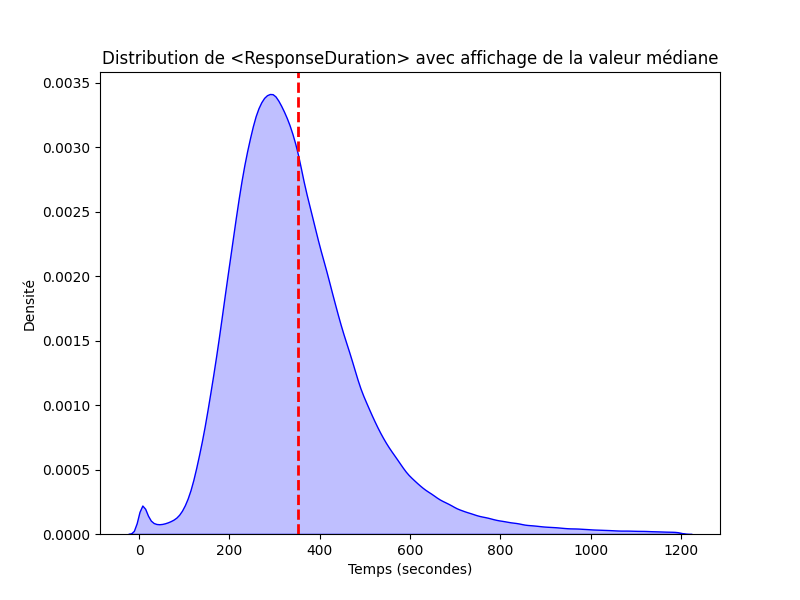 Distribution de <ResponseDuration> avec affichage de la valeur médiane
0.0035
0.0030
0.0025
0.0020
0.0015
0.0010
0.0005
0.0000
Densité
0 200 400 600 800 1000 1200
Temps (secondes)